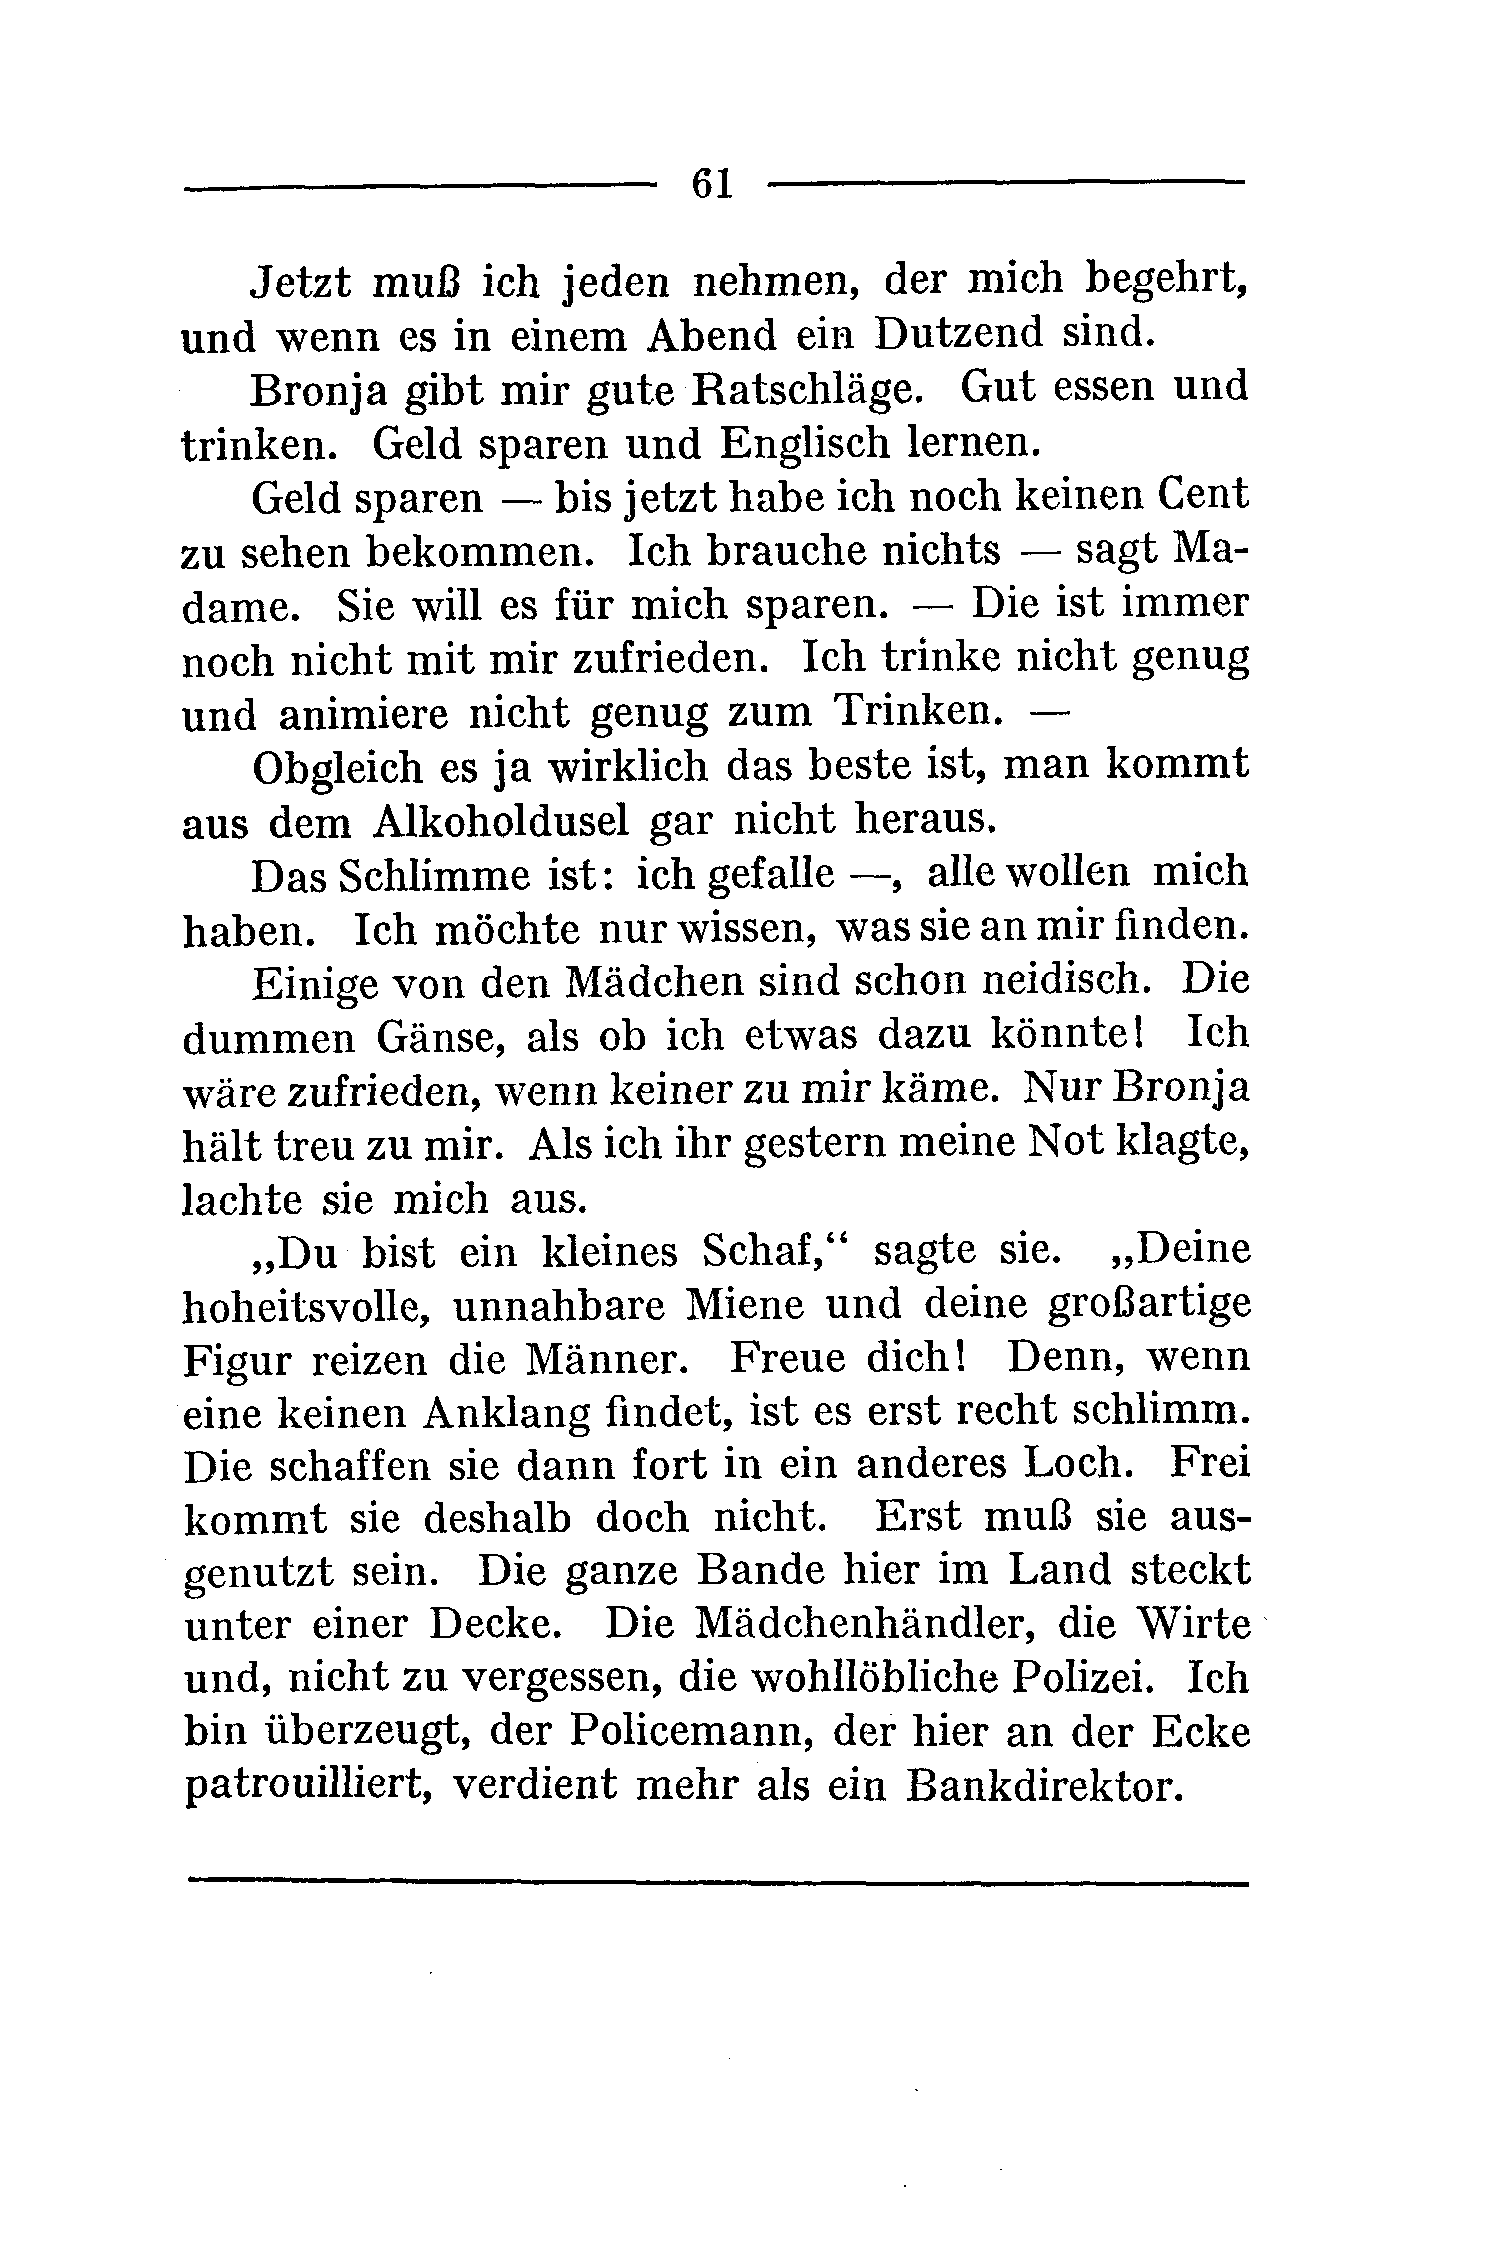 61
Jetzt muß ich jeden nehmen, der mich begehrt,
und wenn es in einem Abend ein Dutzend sind.
Bronja gibt mir gute Ratschläge. Gut essen und
trinken. Geld sparen und Englisch lernen.
Geld sparen — bis jetzt habe ich noch keinen Cent
zu sehen bekommen. Ich brauche nichts — sagt Ma-
dame. Sie will es für mich sparen. — Die ist immer
noch nicht mit mir zufrieden. Ich trinke nicht genug
und animiere nicht genug zum Trinken. —
Obgleich es ja wirklich das beste ist, man kommt
aus dem Alkoholdusel gar nicht heraus.
Das Schlimme ist: ich gefalle —, alle wollen mich
haben. Ich möchte nur wissen, was sie an mir finden.
Einige von den Mädchen sind schon neidisch. Die
dummen Gänse, als ob ich etwas dazu könnte! Ich
wäre zufrieden, wenn keiner zu mir käme. Nur Bronja
hält treu zu mir. Als ich ihr gestern meine Not klagte,
lachte sie mich aus.
„Du bist ein kleines Schaf,“ sagte sie. „Deine
hoheitsvolle, unnahbare Miene und deine großartige
Figur reizen die Männer. Freue dich! Denn, wenn
eine keinen Anklang findet, ist es erst recht schlimm.
Die schaffen sie dann fort in ein anderes Loch. Frei
kommt sie deshalb doch nicht. Erst muß sie aus-
genutzt sein. Die ganze Bande hier im Land steckt
unter einer Decke. Die Mädchenhändler, die Wirte
und, nicht zu vergessen, die wohllöbliche Polizei. Ich
bin überzeugt, der Policemann, der hier an der Ecke
patrouilliert, verdient mehr als ein Bankdirektor.